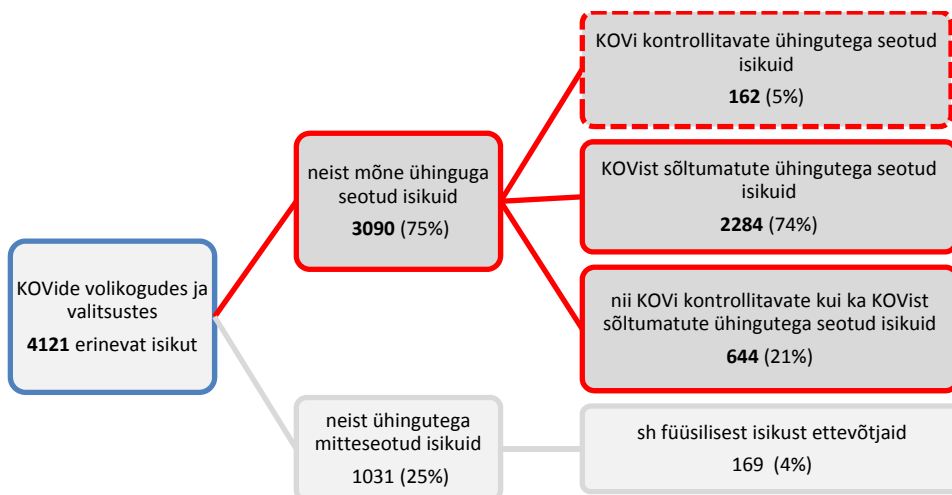 KOVide volikogudes ja
valitsustes
4121 erinevat isikut
neist mõne ühinguga
seotud isikuid
3090 (75%)
KOVi kontrollitavate ühingutega seotud
isikuid
162 (5%)
KOVist sõltumatute ühingutega seotud
isikuid
2284 (74%)
nii KOVi kontrollitavate kui ka KOVist
sõltumatute ühingutega seotud isikuid
644 (21%)
neist ühingutega
mitteseotud isikuid
1031 (25%)
sh füüsilisest isikust ettevõtjaid
169 (4%)